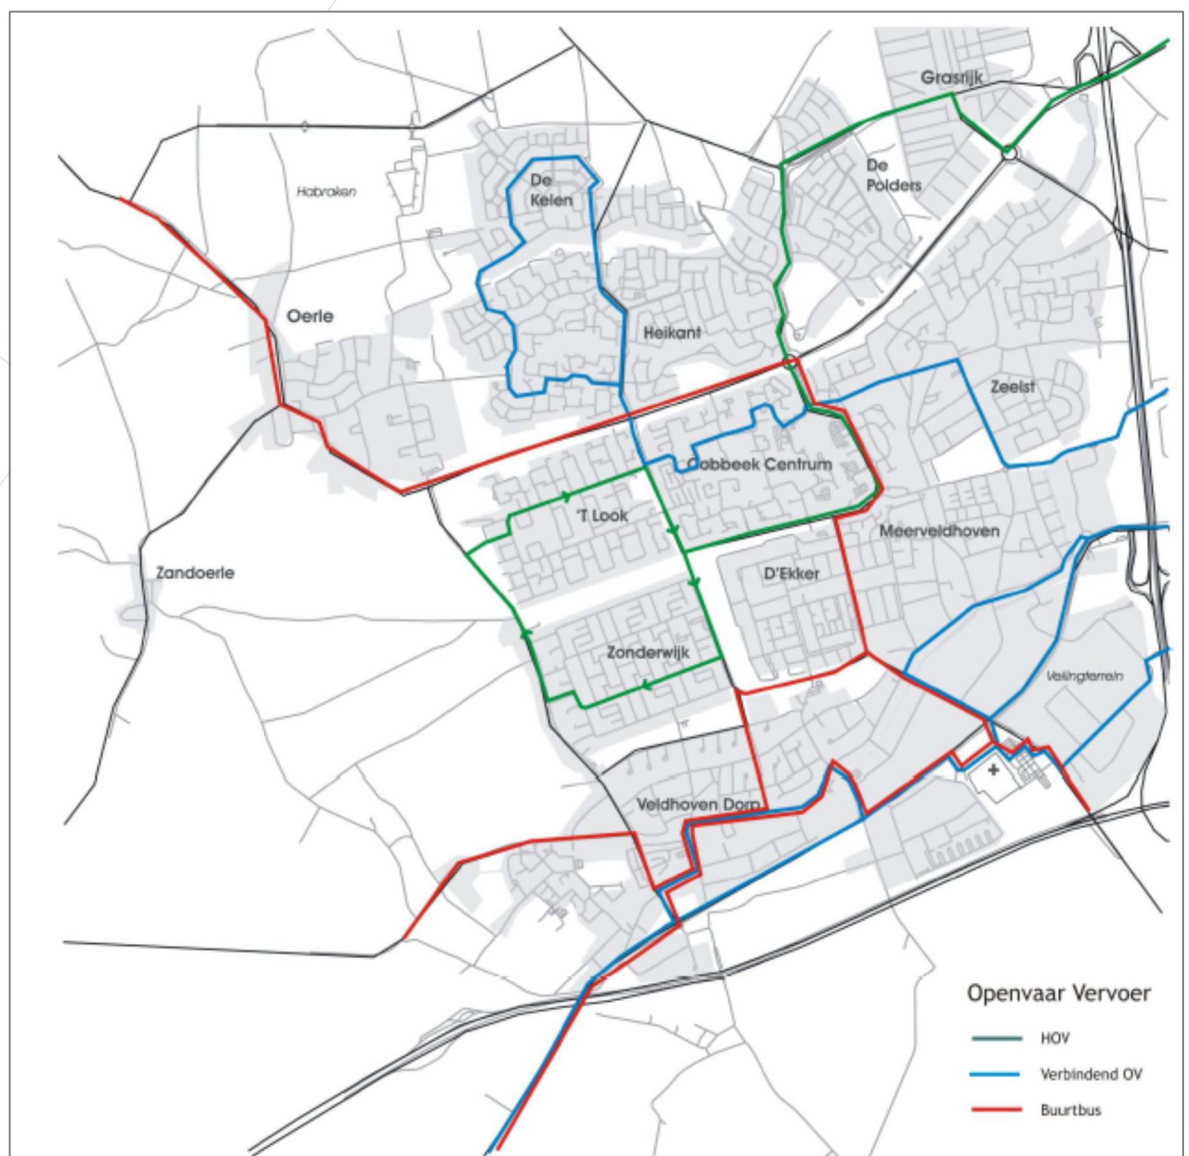 Grasrijk
De
Polders
De
Kelen
Habraken
Oerle
Heikant
Zeelst
Cobbeek Centrum
'T Look
Meerveldhoven
Zandoerle
D'Ekker
Zonderwijk
Veilingterrein
Veldhoven Dorp
Openvaar Vervoer
HOV
Verbindend OV
Buurtbus